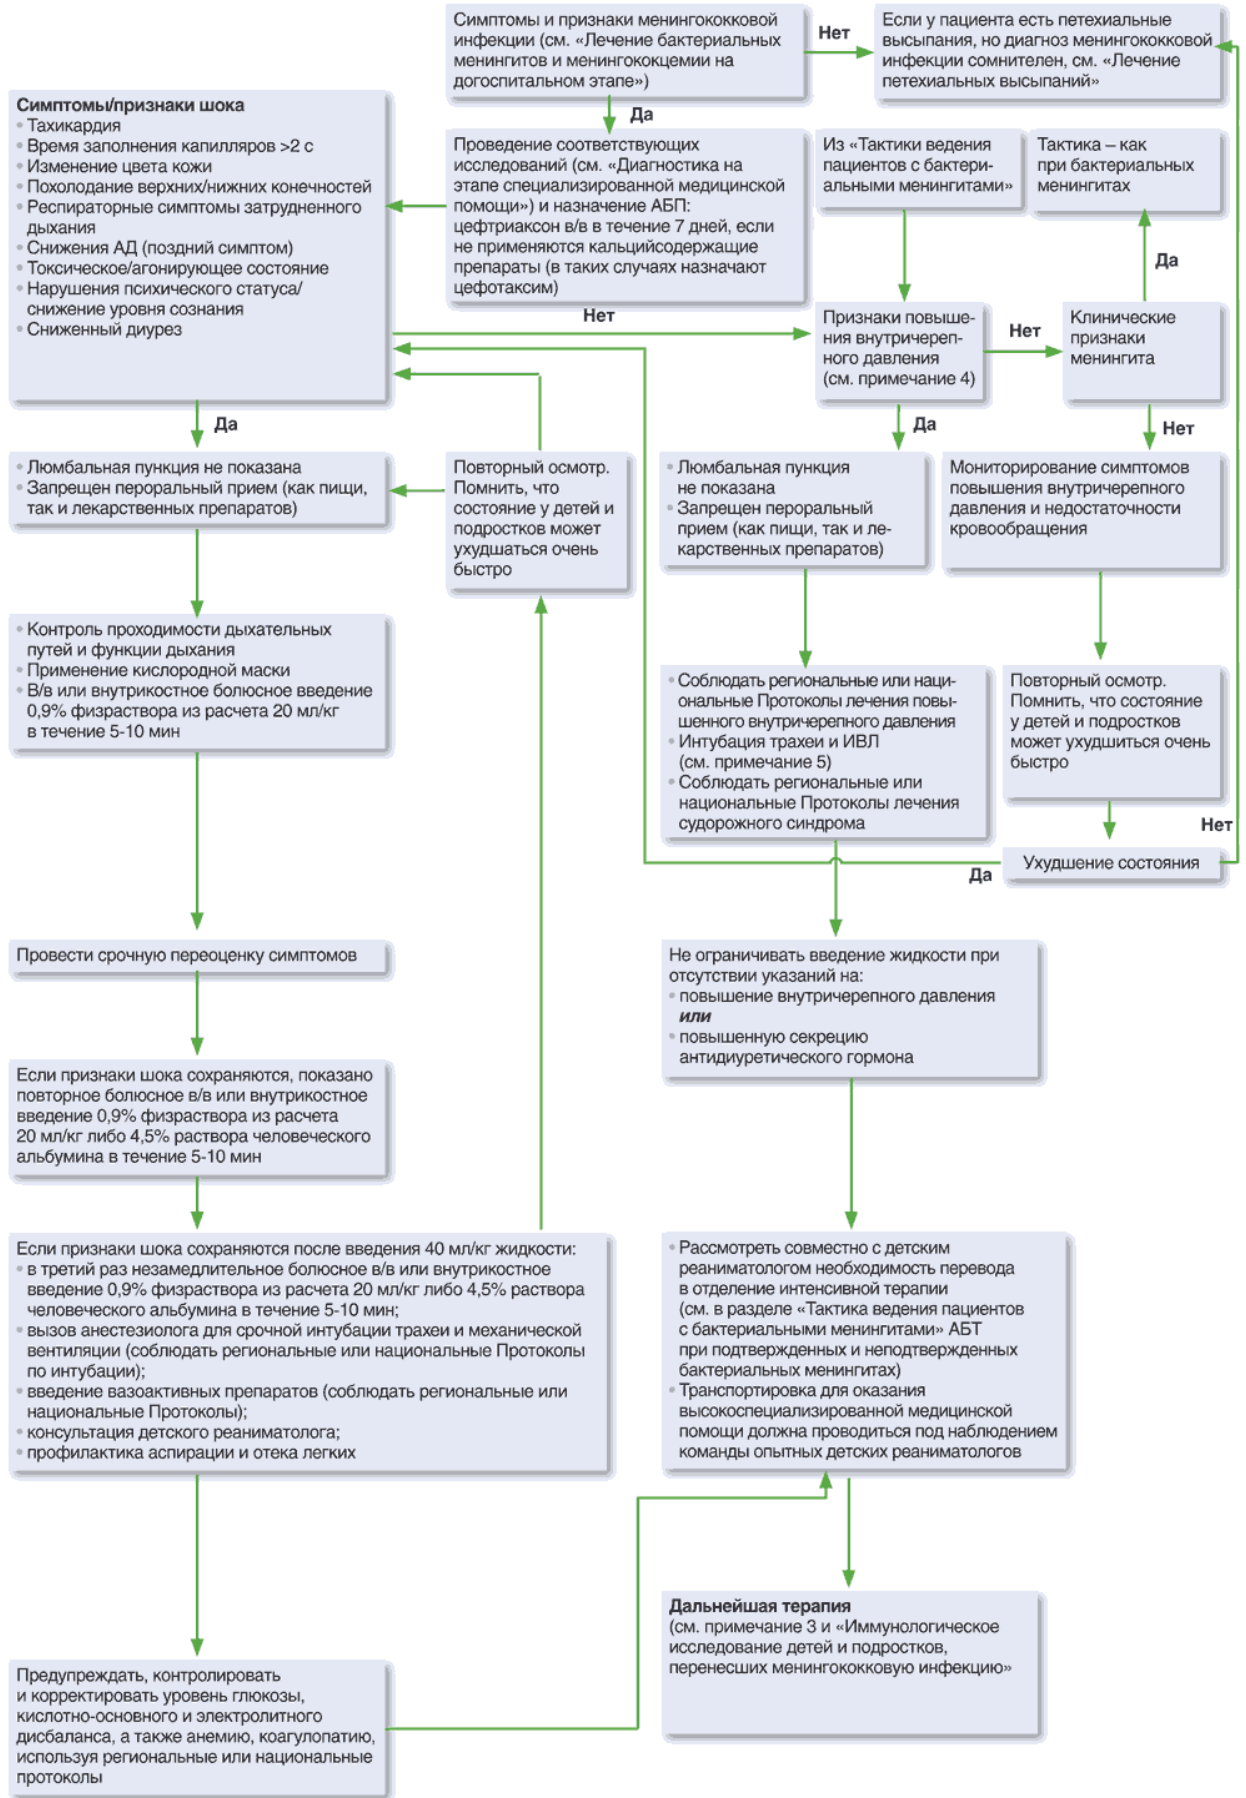 Симптомы и признаки менингококковой
инфекции (см. «Лечение бактериальных
менингитов и менингококцемии на
догоспитальном этапе»)
Нет
Если у пациента есть петехиальные
высыпания, но диагноз менингококковой
инфекции сомнителен, см. «Лечение
петехиальных высыпаний»
Да
Симптомы/признаки шока
• Тахикардия
• Время заполнения капилляров >2 с
• Изменение цвета кожи
• Похолодание верхних/нижних конечностей
• Респираторные симптомы затрудненного
дыхания
• Снижения АД (поздний симптом)
• Токсическое/агонирующее состояние
• Нарушения психического статуса/
снижение уровня сознания
• Сниженный диурез
Проведение соответствующих
исследований (см. «Диагностика на
этапе специализированной медицинской
помощи») и назначение АБП:
цефтриаксон в/в в течение 7 дней, если
не применяются кальцийсодержащие
препараты (в таких случаях назначают
цефотаксим)
Из «Тактики ведения
пациентов с бактери-
альными менингитами»
Тактика – как
при бактериальных
менингитах
Да
Нет
Признаки повыше-
ния внутричереп-
ного давления
(см. примечание 4)
Нет
Клинические
признаки
менингита
Да
Да
Нет
• Люмбальная пункция не показана
• Запрещен пероральный прием (как пищи,
так и лекарственных препаратов)
Повторный осмотр.
Помнить, что
состояние у детей и
подростков может
ухудшаться очень
быстро
• Люмбальная пункция
не показана
• Запрещен пероральный
прием (как пищи, так и ле-
карственных препаратов)
Мониторирование симптомов
повышения внутричерепного
давления и недостаточности
кровообращения
• Контроль проходимости дыхательных
путей и функции дыхания
• Применение кислородной маски
• В/в или внутрикостное болюсное введение
0,9% физраствора из расчета 20 мл/кг
в течение 5-10 мин
• Соблюдать региональные или наци-
ональные Протоколы лечения повы-
шенного внутричерепного давления
• Интубация трахеи и ИВЛ
(см. примечание 5)
• Соблюдать региональные или
национальные Протоколы лечения
судорожного синдрома
Повторный осмотр.
Помнить, что состояние
у детей и подростков
может ухудшиться очень
быстро
Нет
Ухудшение состояния
Да
Провести срочную переоценку симптомов
Не ограничивать введение жидкости при
отсутствии указаний на:
• повышение внутричерепного давления
или
• повышенную секрецию
антидиуретического гормона
Если признаки шока сохраняются, показано
повторное болюсное в/в или внутрикостное
введение 0,9% физраствора из расчета
20 мл/кг либо 4,5% раствора человеческого
альбумина в течение 5-10 мин
Если признаки шока сохраняются после введения 40 мл/кг жидкости:
• в третий раз незамедлительное болюсное в/в или внутрикостное
введение 0,9% физраствора из расчета 20 мл/кг либо 4,5% раствора
человеческого альбумина в течение 5-10 мин;
• вызов анестезиолога для срочной интубации трахеи и механической
вентиляции (соблюдать региональные или национальные Протоколы
по интубации);
• введение вазоактивных препаратов (соблюдать региональные или
национальные Протоколы);
• консультация детского реаниматолога;
• профилактика аспирации и отека легких
• Рассмотреть совместно с детским
реаниматологом необходимость перевода
в отделение интенсивной терапии
(см. в разделе «Тактика ведения пациентов
с бактериальными менингитами» АБТ
при подтвержденных и неподтвержденных
бактериальных менингитах)
• Транспортировка для оказания
высокоспециализированной медицинской
помощи должна проводиться под наблюдением
команды опытных детских реаниматологов
Дальнейшая терапия
(см. примечание 3 и «Иммунологическое
исследование детей и подростков,
перенесших менингококковую инфекцию»
Предупреждать, контролировать
и корректировать уровень глюкозы,
кислотно-основного и электролитного
дисбаланса, а также анемию, коагулопатию,
используя региональные или национальные
протоколы